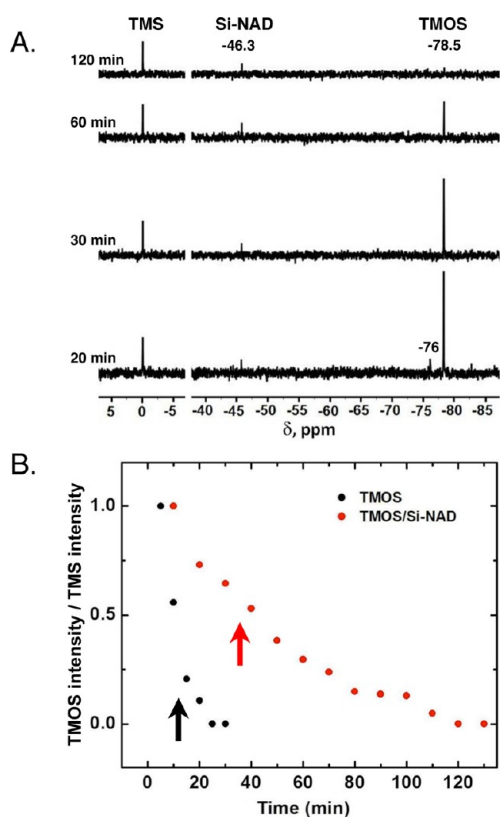 A.
TMS Si-NAD TMOS
-46.3 -78.5
120 min
60 min
30 min
-76
20 min
5 0 -5 -40 -45 -50 -55 -60 -65 -70 -75 -80 -85
δ, ppm
B.
TMOS intensity / TMS intensity
1.0
0.5
0.0
TMOS
TMOS/Si-NAD
0 20 40 60 80 100 120
Time (min)